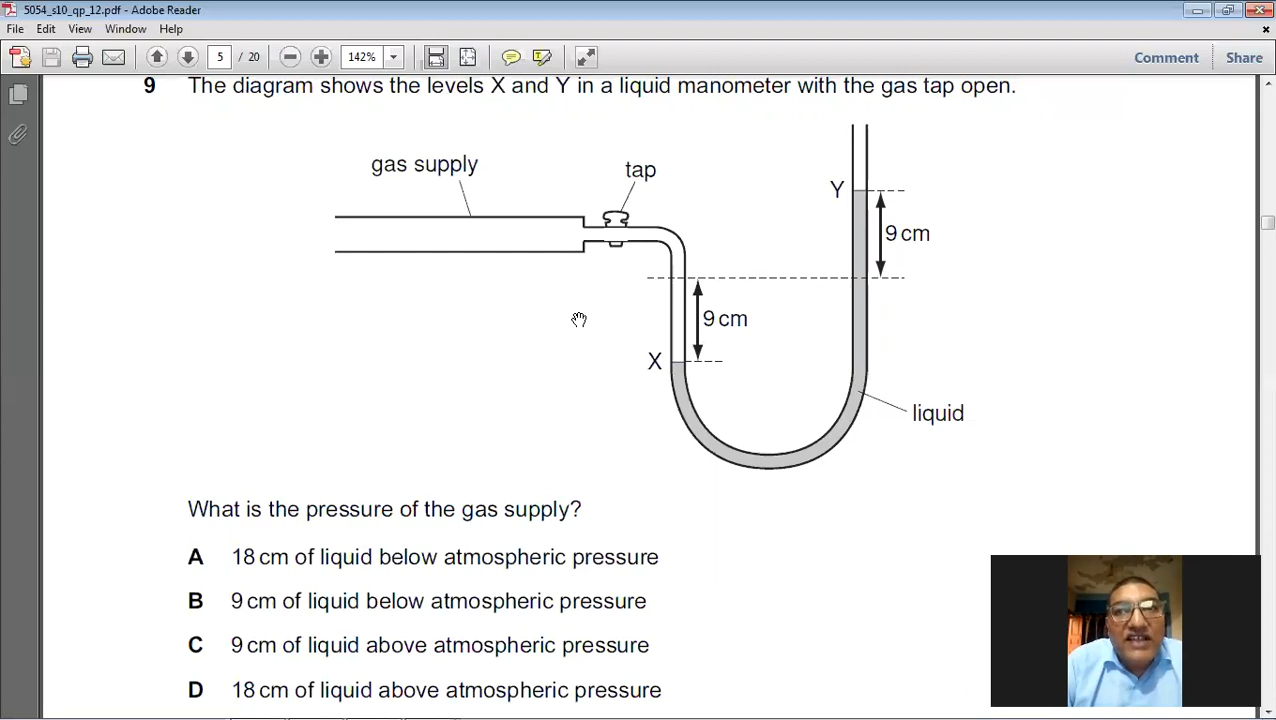 5054_s10_qp_12.pdf - Adobe Reader
File Edit View Window Help
5 / 20 142% Comment Share
9 The diagram shows the levels X and Y in a liquid manometer with the gas tap open.
gas supply
tap
Y
9 cm
9 cm
X
liquid
What is the pressure of the gas supply?
A 18 cm of liquid below atmospheric pressure
B 9 cm of liquid below atmospheric pressure
C 9 cm of liquid above atmospheric pressure
D 18 cm of liquid above atmospheric pressure